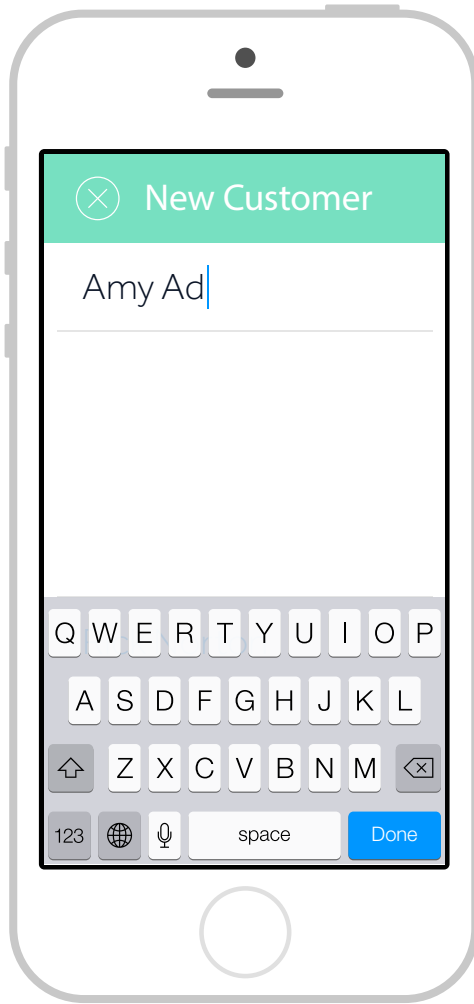 New Customer
Amy Ad
Q W E R T Y U I O P
A S D F G H J K L
Z X C V B N M
123 space Done